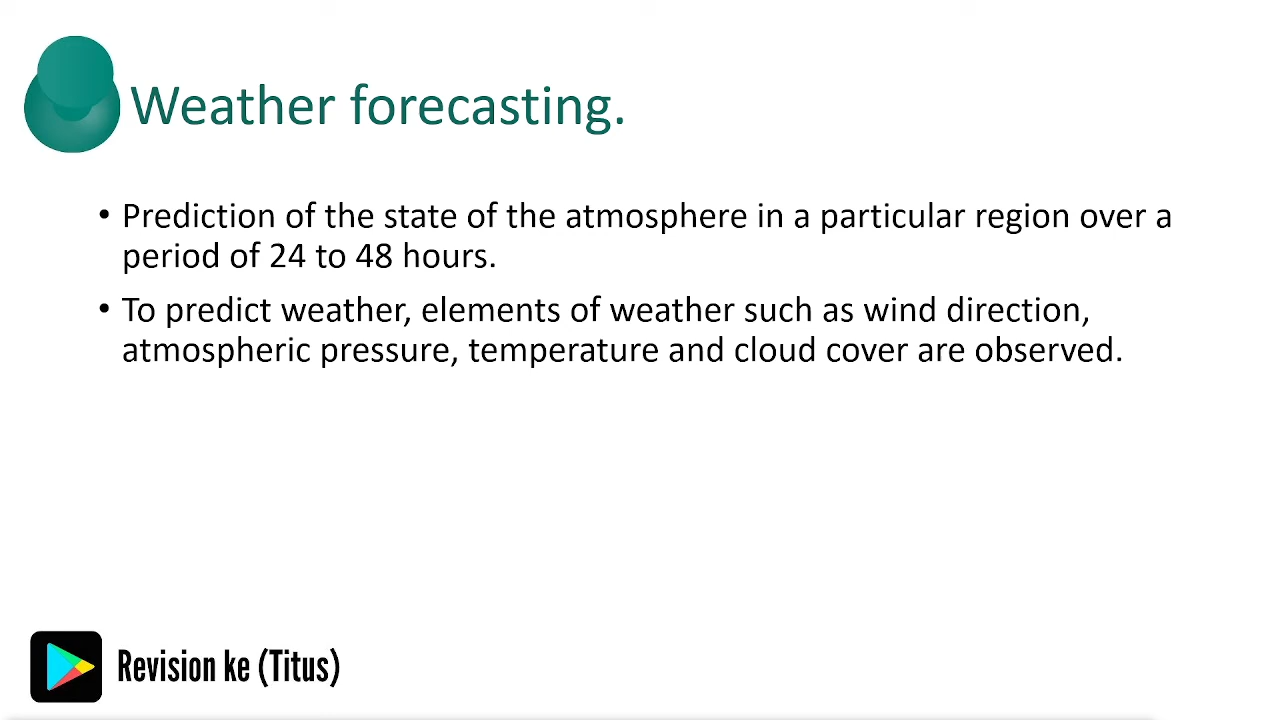 Weather forecasting.
• Prediction of the state of the atmosphere in a particular region over a
period of 24 to 48 hours.
• To predict weather, elements of weather such as wind direction,
atmospheric pressure, temperature and cloud cover are observed.
Revision ke (Titus)